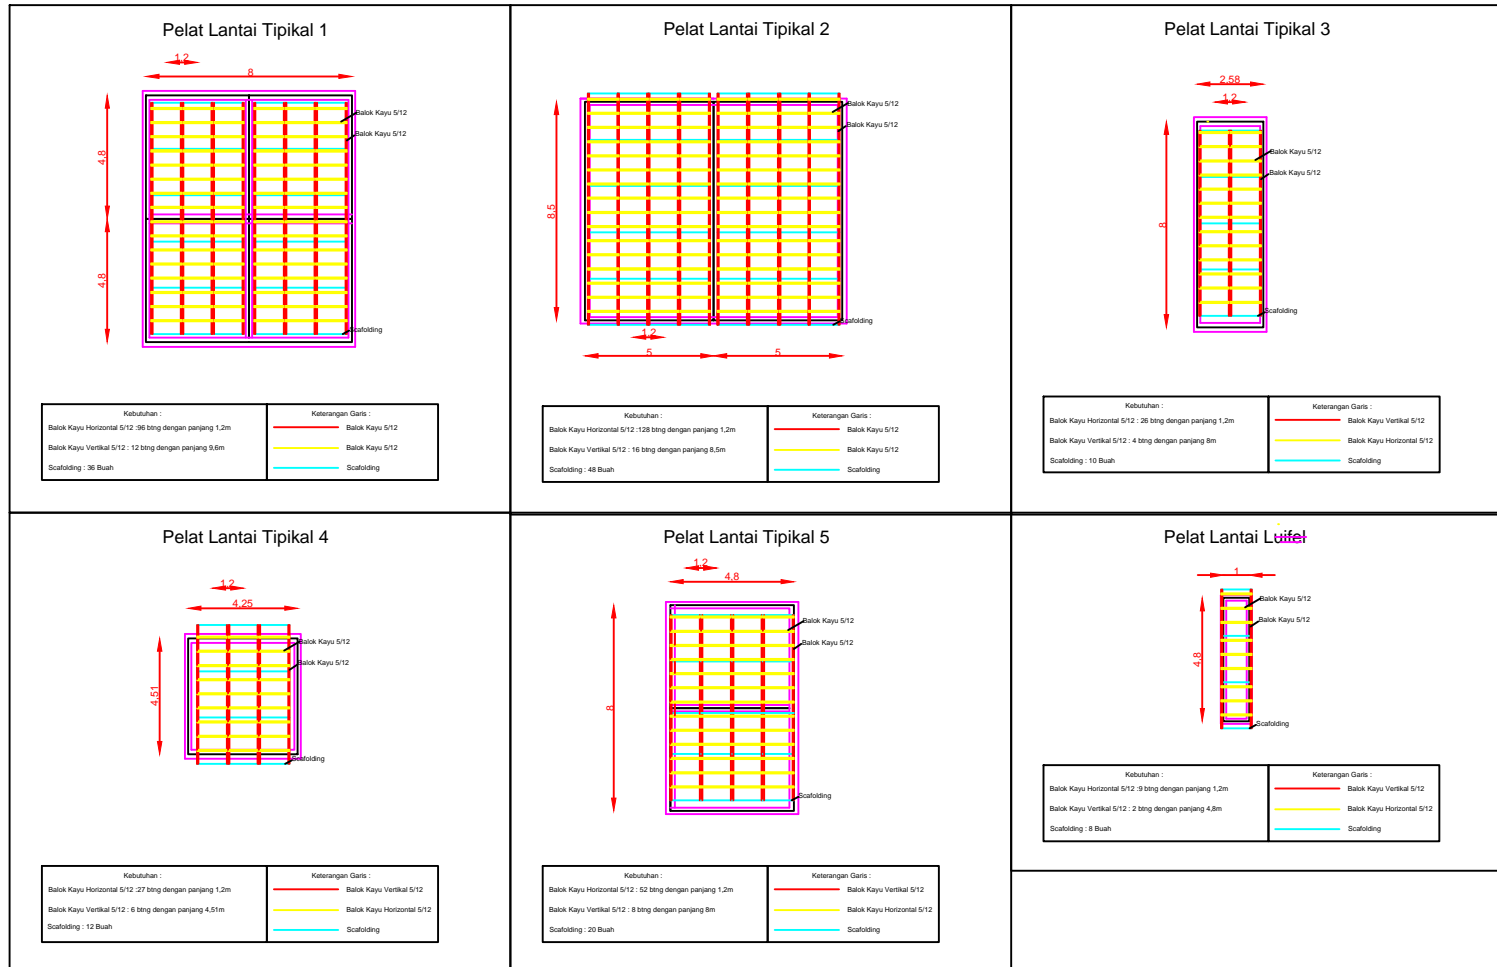 Pelat Lantai Tipikal 1
1,2
8
4,8
4,8
Balok Kayu 5/12
Balok Kayu 5/12
Scafolding
Kebutuhan :
Balok Kayu Horizontal 5/12 :96 btng dengan panjang 1,2m
Balok Kayu Vertikal 5/12 : 12 btng dengan panjang 9,6m
Scafolding : 36 Buah
Keterangan Garis :
Balok Kayu 5/12
Balok Kayu 5/12
Scafolding
Pelat Lantai Tipikal 2
8,5
Balok Kayu 5/12
Balok Kayu 5/12
Scafolding
1,2
5
5
Kebutuhan :
Balok Kayu Horizontal 5/12 :128 btng dengan panjang 1,2m
Balok Kayu Vertikal 5/12 : 16 btng dengan panjang 8,5m
Scafolding : 48 Buah
Keterangan Garis :
Balok Kayu 5/12
Balok Kayu 5/12
Scafolding
Pelat Lantai Tipikal 3
2,58
1,2
8
Balok Kayu 5/12
Balok Kayu 5/12
Scafolding
Kebutuhan :
Balok Kayu Horizontal 5/12 : 26 btng dengan panjang 1,2m
Balok Kayu Vertikal 5/12 : 4 btng dengan panjang 8m
Scafolding : 10 Buah
Keterangan Garis :
Balok Kayu Vertikal 5/12
Balok Kayu Horizontal 5/12
Scafolding
Pelat Lantai Tipikal 4
1,2
4,25
4,51
Balok Kayu 5/12
Balok Kayu 5/12
Scafolding
Kebutuhan :
Balok Kayu Horizontal 5/12 :27 btng dengan panjang 1,2m
Balok Kayu Vertikal 5/12 : 6 btng dengan panjang 4,51m
Scafolding : 12 Buah
Keterangan Garis :
Balok Kayu Vertikal 5/12
Balok Kayu Horizontal 5/12
Scafolding
Pelat Lantai Tipikal 5
1,2
4,8
8
Balok Kayu 5/12
Balok Kayu 5/12
Scafolding
Kebutuhan :
Balok Kayu Horizontal 5/12 : 52 btng dengan panjang 1,2m
Balok Kayu Vertikal 5/12 : 8 btng dengan panjang 8m
Scafolding : 20 Buah
Keterangan Garis :
Balok Kayu Vertikal 5/12
Balok Kayu Horizontal 5/12
Scafolding
Pelat Lantai Luifel
1
4,8
Balok Kayu 5/12
Balok Kayu 5/12
Scafolding
Kebutuhan :
Balok Kayu Horizontal 5/12 :9 btng dengan panjang 1,2m
Balok Kayu Vertikal 5/12 : 2 btng dengan panjang 4,8m
Scafolding : 8 Buah
Keterangan Garis :
Balok Kayu Vertikal 5/12
Balok Kayu Horizontal 5/12
Scafolding